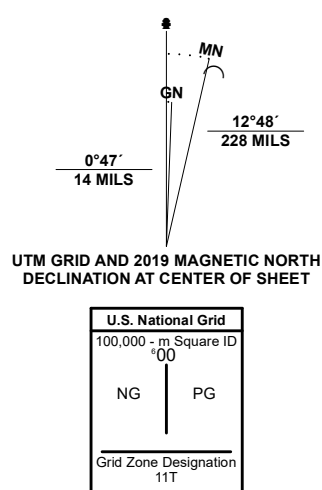 MN
GN
12°48´
228 MILS
0°47´
14 MILS
UTM GRID AND 2019 MAGNETIC NORTH
DECLINATION AT CENTER OF SHEET
U.S. National Grid
100,000 - m Square ID
⁶00
NG PG
Grid Zone Designation
11T